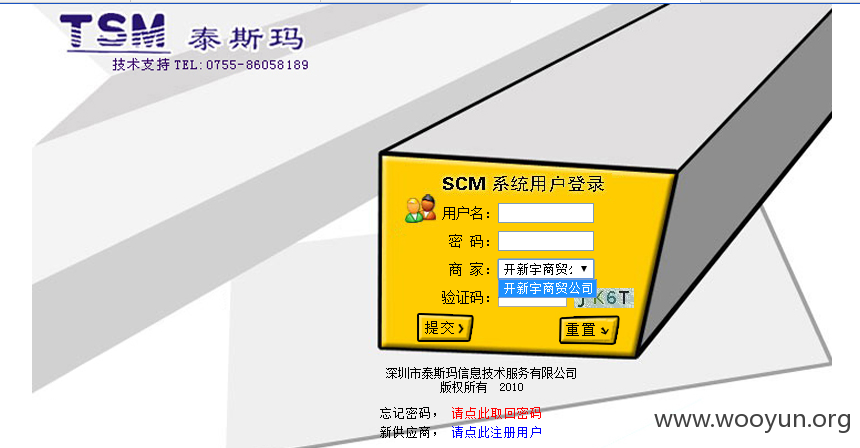 TSM 泰斯玛
技术支持 TEL:0755-86058189
SCM 系统用户登录
用户名：
密 码：
商 家： 开新宇商贸公
开新宇商贸公司
验证码： JK6T
提交
重置
深圳市泰斯玛信息技术服务有限公司
版权所有 2010
忘记密码， 请点此取回密码
新供应商， 请点此注册用户
www.wooyun.org